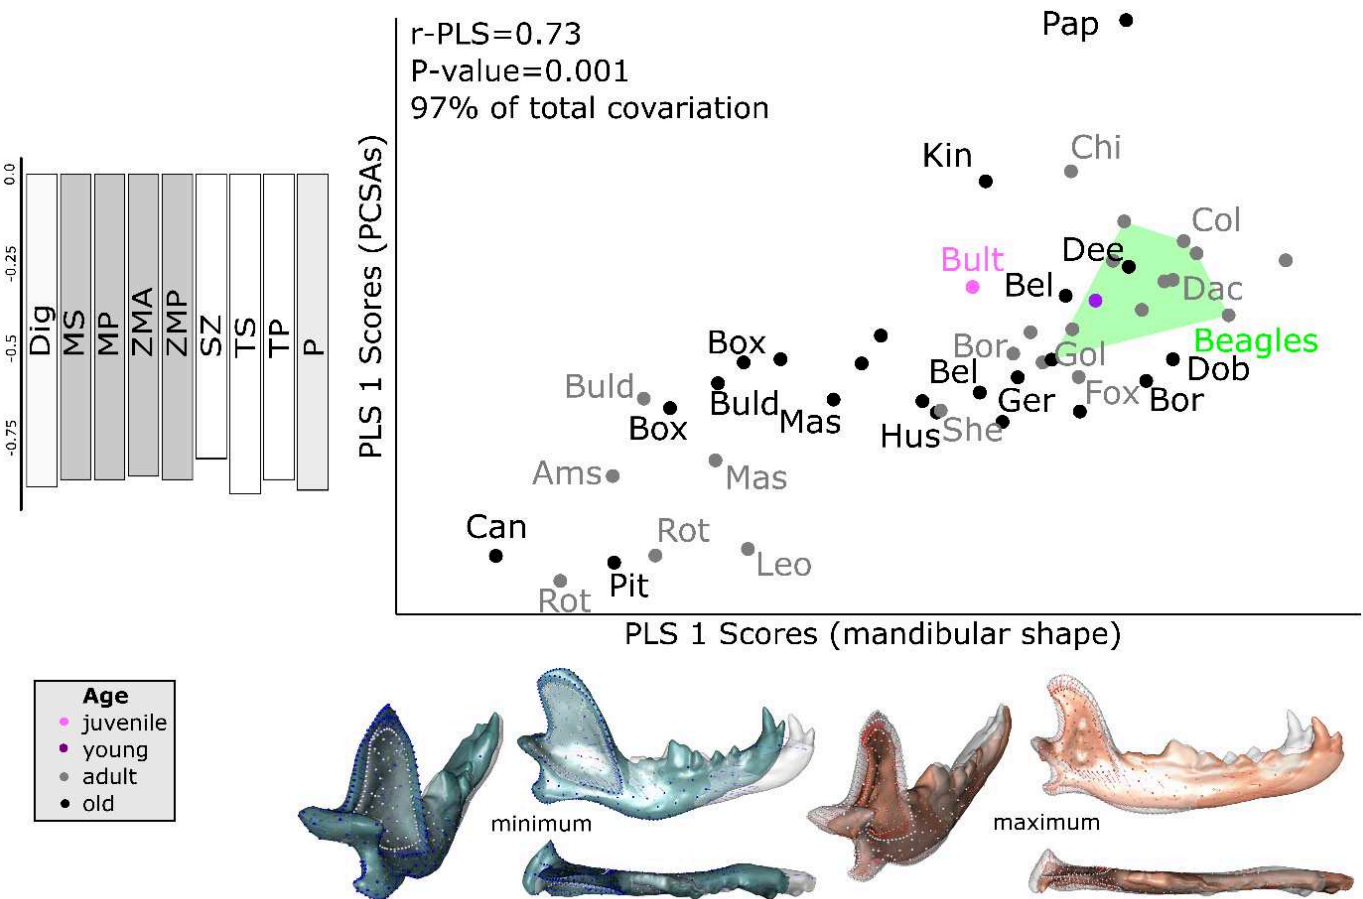 r-PLS=0.73
P-value=0.001
97% of total covariation
PLS 1 Scores (PCSAs)
0.0
-0.25
-0.5
-0.75
Dig
MS
MP
ZMA
ZMP
SZ
TS
TP
P
Pap
Kin
Chi
Col
Dee
Bult
Bel
Dac
Beagles
Box
Bor
Gol
Dob
Buld
Bel
Fox
Bor
Buld
Mas
Ger
Box
Hus
She
Ams
Mas
Can
Rot
Leo
Pit
Rot
PLS 1 Scores (mandibular shape)
Age
juvenile
young
adult
old
minimum
maximum